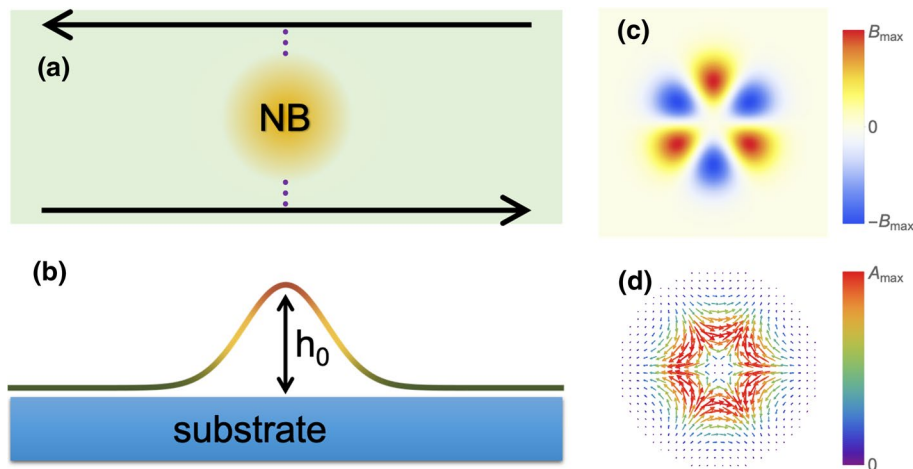 (a)
NB
(b)
h0
substrate
(c)
Bmax
0
−Bmax
(d)
Amax
0